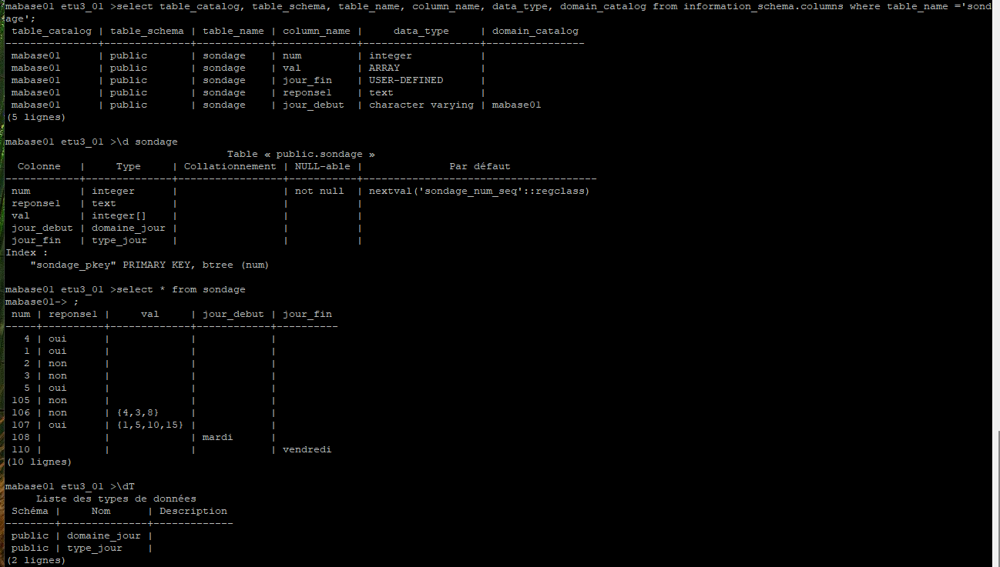 mabase01 etu3_01 >select table_catalog, table_schema, table_name, column_name, data_type, domain_catalog from information_schema.columns where table_name ='sond
age';
 table_catalog | table_schema | table_name | column_name |     data_type     | domain_catalog
---------------+--------------+------------+-------------+-------------------+----------------
 mabase01      | public       | sondage    | num         | integer           |
 mabase01      | public       | sondage    | val         | ARRAY             |
 mabase01      | public       | sondage    | jour_fin    | USER-DEFINED      |
 mabase01      | public       | sondage    | reponse1    | text              |
 mabase01      | public       | sondage    | jour_debut  | character varying | mabase01
(5 lignes)

mabase01 etu3_01 >\d sondage
                                    Table « public.sondage »
  Colonne   |     Type     | Collationnement | NULL-able |              Par défaut
------------+--------------+-----------------+-----------+--------------------------------------
 num        | integer      |                 | not null  | nextval('sondage_num_seq'::regclass)
 reponse1   | text         |                 |           |
 val        | integer[]    |                 |           |
 jour_debut | domaine_jour |                 |           |
 jour_fin   | type_jour    |                 |           |
Index :
    "sondage_pkey" PRIMARY KEY, btree (num)

mabase01 etu3_01 >select * from sondage
mabase01-> ;
 num | reponse1 |     val     | jour_debut | jour_fin
-----+----------+-------------+------------+----------
   4 | oui      |             |            |
   1 | oui      |             |            |
   2 | non      |             |            |
   3 | non      |             |            |
   5 | oui      |             |            |
 105 | non      |             |            |
 106 | non      | {4,3,8}     |            |
 107 | oui      | {1,5,10,15} |            |
 108 |          |             | mardi      |
 110 |          |             |            | vendredi
(10 lignes)

mabase01 etu3_01 >\dT
     Liste des types de données
 Schéma |     Nom      | Description
--------+--------------+-------------
 public | domaine_jour |
 public | type_jour    |
(2 lignes)